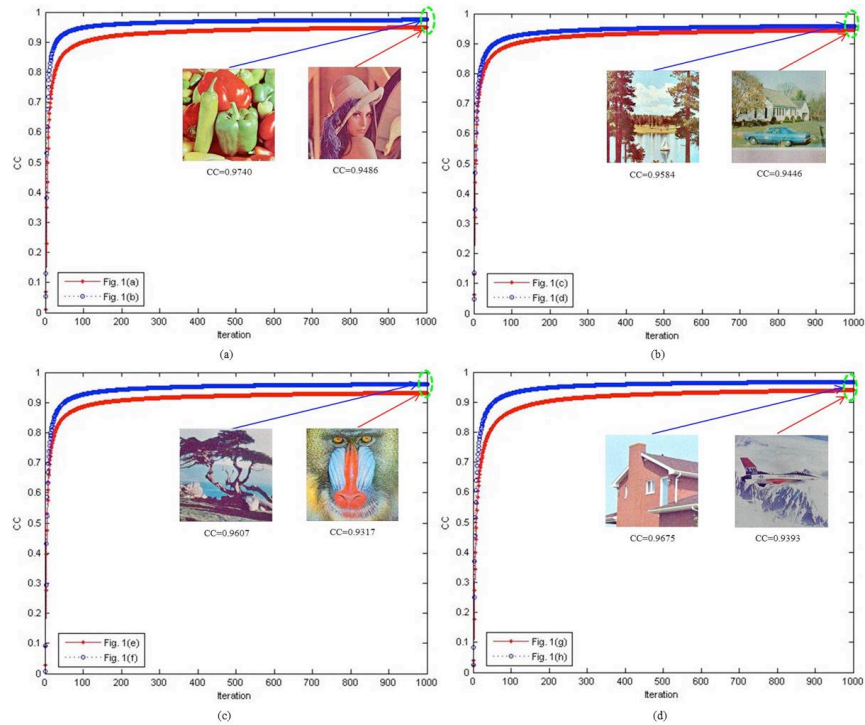 1
0.9
0.8
0.7
0.6
0.5
0.4
0.3
0.2
0.1
0
CC
CC=0.9740
CC=0.9486
Fig. 1(a)
Fig. 1(b)
0 100 200 300 400 500 600 700 800 900 1000
Iteration
(a)
1
0.9
0.8
0.7
0.6
0.5
0.4
0.3
0.2
0.1
0
CC
CC=0.9584
CC=0.9446
Fig. 1(c)
Fig. 1(d)
0 100 200 300 400 500 600 700 800 900 1000
Iteration
(b)
1
0.9
0.8
0.7
0.6
0.5
0.4
0.3
0.2
0.1
0
CC
CC=0.9607
CC=0.9317
Fig. 1(e)
Fig. 1(f)
0 100 200 300 400 500 600 700 800 900 1000
Iteration
(c)
1
0.9
0.8
0.7
0.6
0.5
0.4
0.3
0.2
0.1
0
CC
CC=0.9675
CC=0.9393
Fig. 1(g)
Fig. 1(h)
0 100 200 300 400 500 600 700 800 900 1000
Iteration
(d)